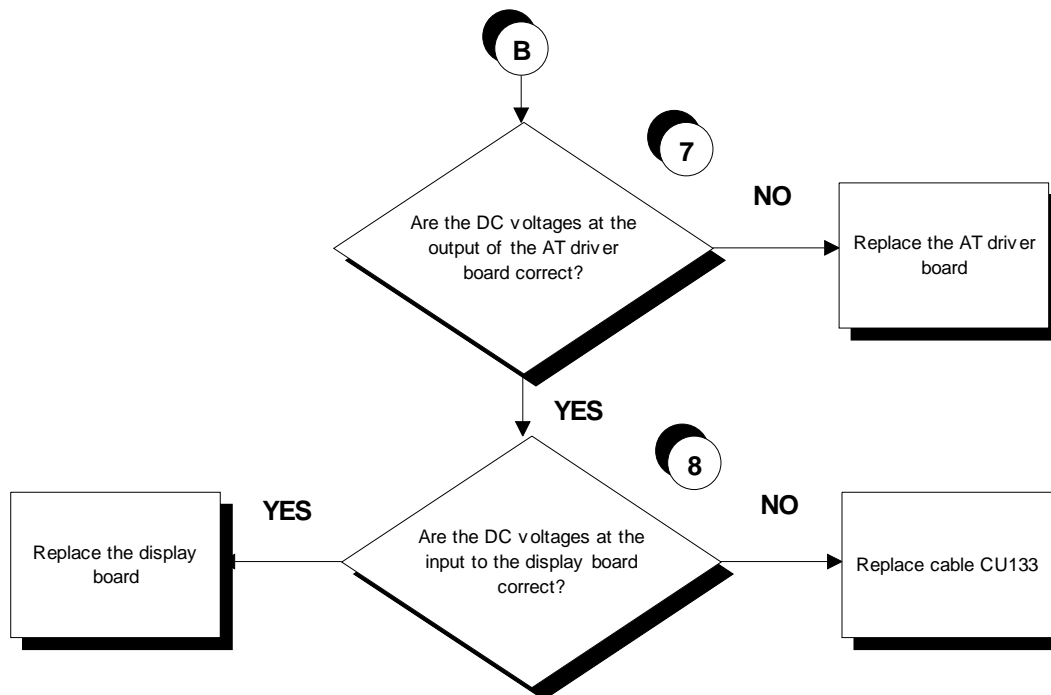 B
7
NO
Are the DC voltages at the
output of the AT driver
board correct?
Replace the AT driver
board
YES
8
YES
NO
Replace the display
board
Are the DC voltages at the
input to the display board
correct?
Replace cable CU133